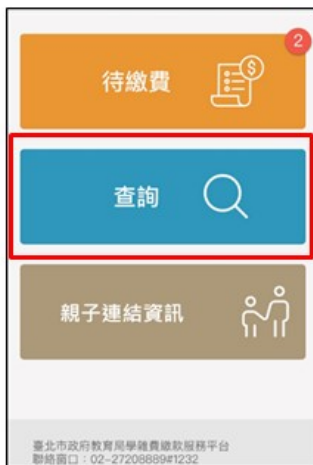 2
待繳費
查詢
親子連結資訊
臺北市政府教育局學雜費繳款服務平台
聯絡窗口：02-27208889#1232